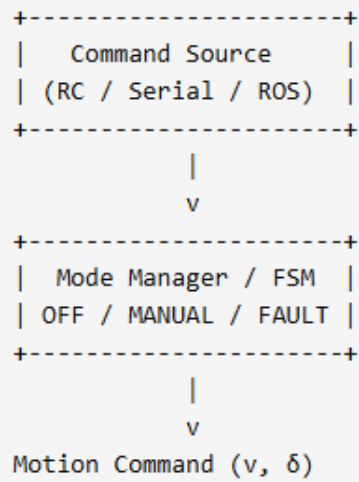 +----------------------+
|   Command Source     |
| (RC / Serial / ROS)  |
+----------------------+
            |
            v
+----------------------+
|  Mode Manager / FSM  |
| OFF / MANUAL / FAULT |
+----------------------+
            |
            v
Motion Command (v, δ)